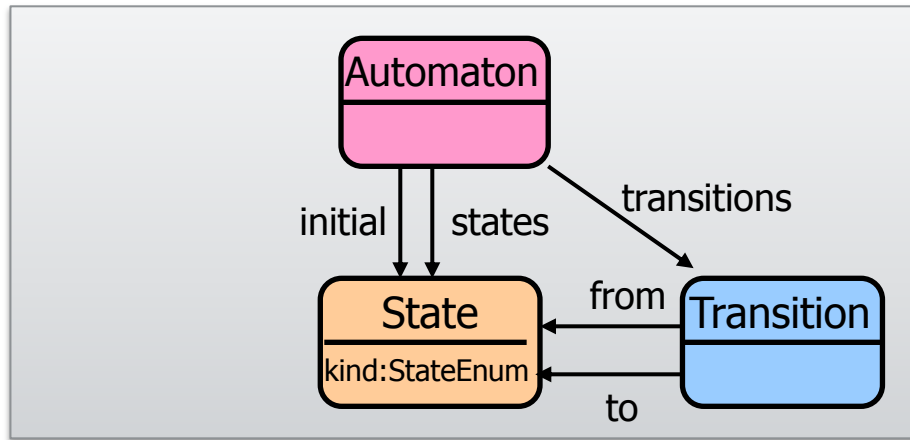 Automaton
initial
states
transitions
State
kind:StateEnum
from
to
Transition